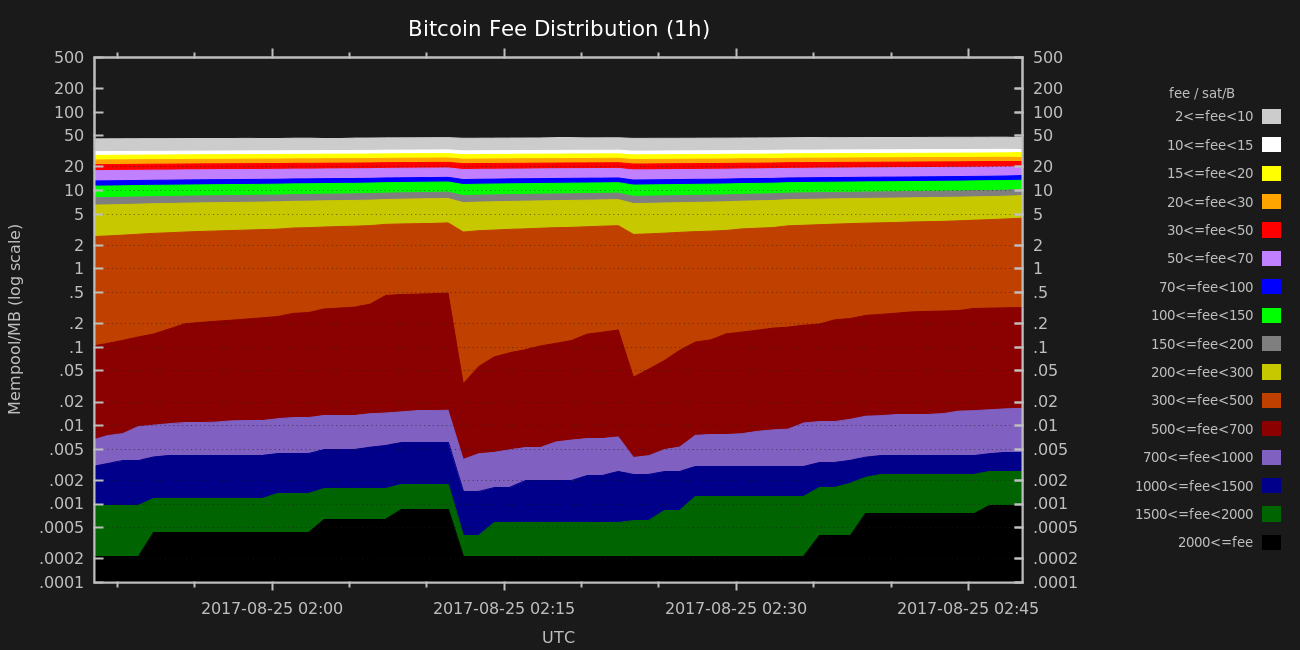 Bitcoin Fee Distribution (1h)
500
200
100
50
20
10
5
2
1
.5
.2
.1
.05
.02
.01
.005
.002
.001
.0005
.0002
.0001
Mempool/MB (log scale)
500
200
100
50
20
10
5
2
1
.5
.2
.1
.05
.02
.01
.005
.002
.001
.0005
.0002
.0001
2017-08-25 02:00
2017-08-25 02:15
2017-08-25 02:30
2017-08-25 02:45
UTC
fee / sat/B
2<=fee<10
10<=fee<15
15<=fee<20
20<=fee<30
30<=fee<50
50<=fee<70
70<=fee<100
100<=fee<150
150<=fee<200
200<=fee<300
300<=fee<500
500<=fee<700
700<=fee<1000
1000<=fee<1500
1500<=fee<2000
2000<=fee